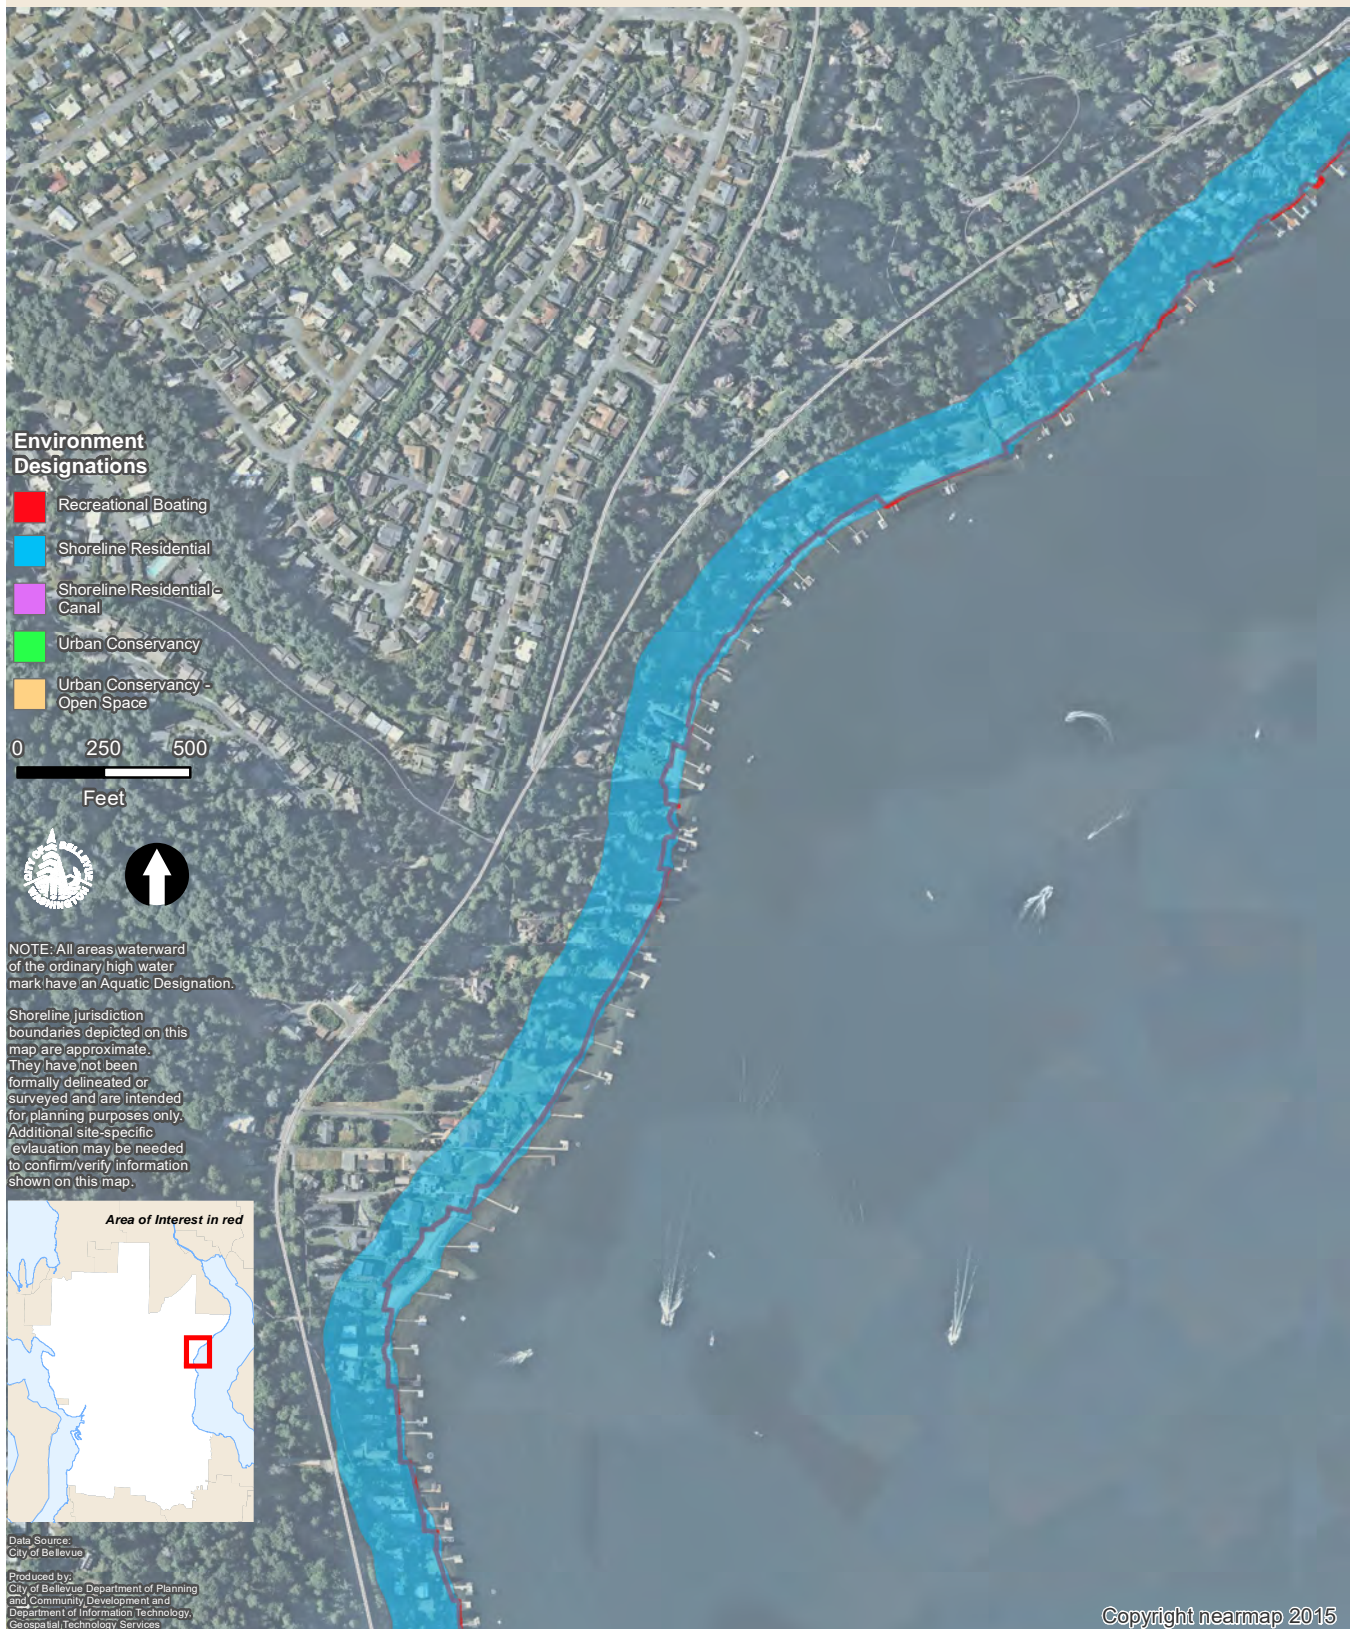 Environment
Designations
Recreational Boating
Shoreline Residential
Shoreline Residential -
Canal
Urban Conservancy
Urban Conservancy -
Open Space
0 250 500
Feet
CITY OF BELLEVUE
WASHINGTON
NOTE: All areas waterward
of the ordinary high water
mark have an Aquatic Designation.
Shoreline jurisdiction
boundaries depicted on this
map are approximate.
They have not been
formally delineated or
surveyed and are intended
for planning purposes only.
Additional site-specific
evlauation may be needed
to confirm/verify information
shown on this map.
Area of Interest in red
Data Source:
City of Bellevue
Produced by:
City of Bellevue Department of Planning
and Community Development and
Department of Information Technology,
Geospatial Technology Services
Copyright nearmap 2015